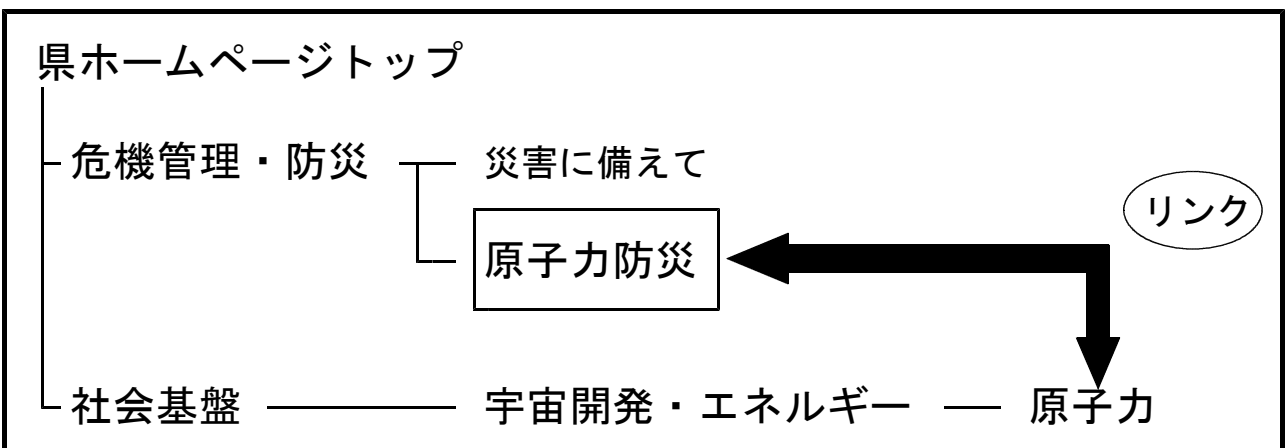 県ホームページトップ
危機管理・防災
災害に備えて
リンク
原子力防災
社会基盤
宇宙開発・エネルギー
原子力